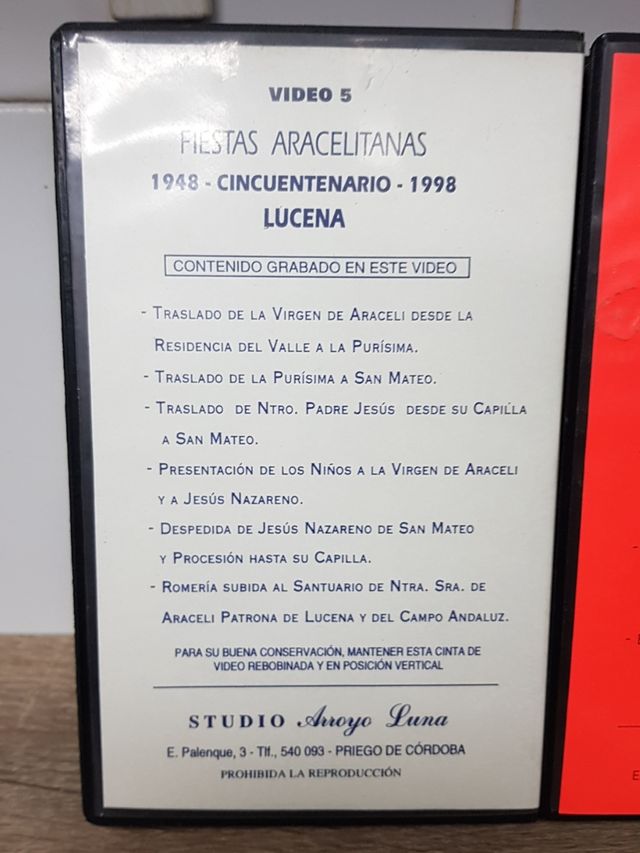 VIDEO 5
FIESTAS ARACELITANAS
1948 - CINCUENTENARIO - 1998
LUCENA
CONTENIDO GRABADO EN ESTE VIDEO
- TRASLADO DE LA VIRGEN DE ARACELI DESDE LA
RESIDENCIA DEL VALLE A LA PURÍSIMA.
- TRASLADO DE LA PURÍSIMA A SAN MATEO.
- TRASLADO DE NTRO. PADRE JESÚS DESDE SU CAPILLA
A SAN MATEO.
- PRESENTACIÓN DE LOS NIÑOS A LA VIRGEN DE ARACELI
Y A JESÚS NAZARENO.
- DESPEDIDA DE JESÚS NAZARENO DE SAN MATEO
Y PROCESIÓN HASTA SU CAPILLA.
- ROMERÍA SUBIDA AL SANTUARIO DE NTRA. SRA. DE
ARACELI PATRONA DE LUCENA Y DEL CAMPO ANDALUZ.
PARA SU BUENA CONSERVACIÓN, MANTENER ESTA CINTA DE
VIDEO REBOBINADA Y EN POSICIÓN VERTICAL
STUDIO Arroyo Luna
E. Palenque, 3 - Tlf., 540 093 - PRIEGO DE CÓRDOBA
PROHIBIDA LA REPRODUCCIÓN